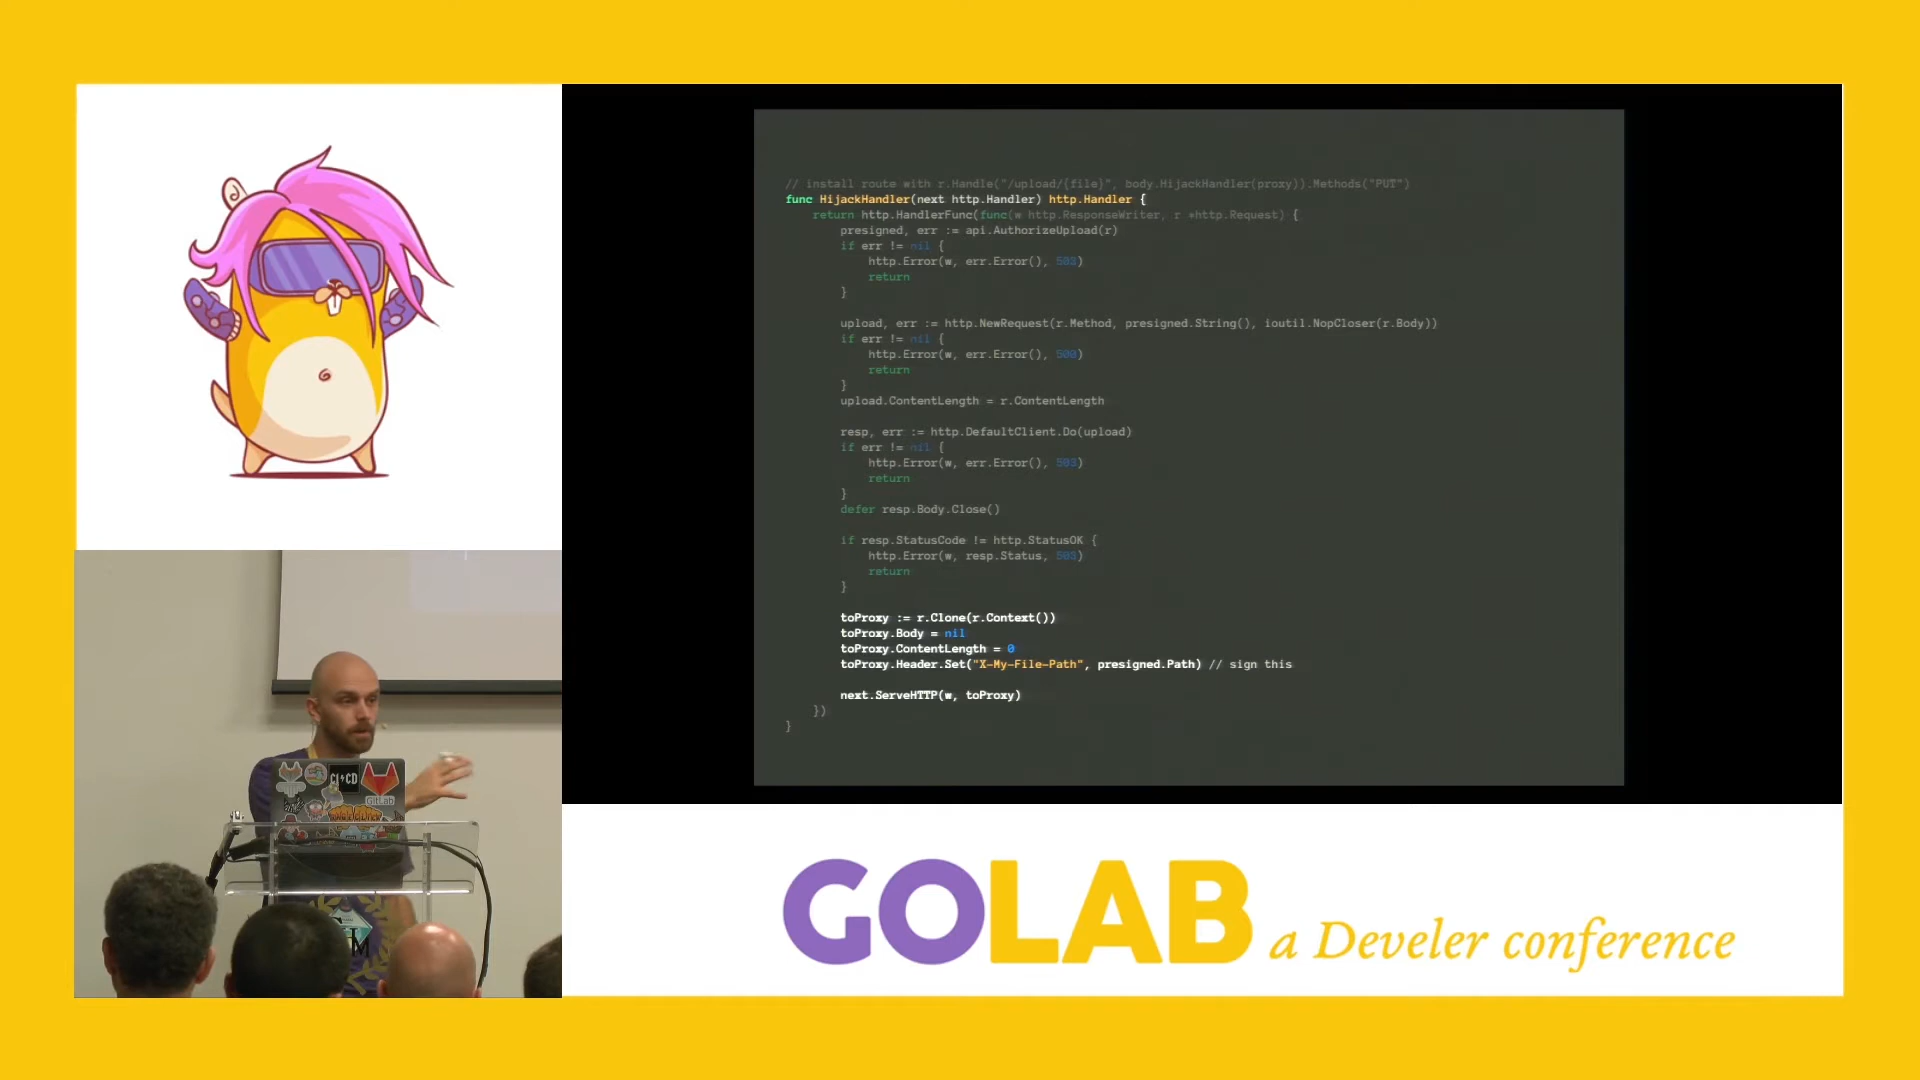 // install route with r.Handle("/upload/{file}", body.HijackHandler(proxy)).Methods("PUT")
func HijackHandler(next http.Handler) http.Handler {
return http.HandlerFunc(func(w http.ResponseWriter, r *http.Request) {
presigned, err := api.AuthorizeUpload(r)
if err != nil {
http.Error(w, err.Error(), 503)
return
}
upload, err := http.NewRequest(r.Method, presigned.String(), ioutil.NopCloser(r.Body))
if err != nil {
http.Error(w, err.Error(), 500)
return
}
upload.ContentLength = r.ContentLength
resp, err := http.DefaultClient.Do(upload)
if err != nil {
http.Error(w, err.Error(), 503)
return
}
defer resp.Body.Close()
if resp.StatusCode != http.StatusOK {
http.Error(w, resp.Status, 503)
return
}
toProxy := r.Clone(r.Context())
toProxy.Body = nil
toProxy.ContentLength = 0
toProxy.Header.Set("X-My-File-Path", presigned.Path) // sign this
next.ServeHTTP(w, toProxy)
})
}
CI CD
GitLab
GOLAB a Develer conference